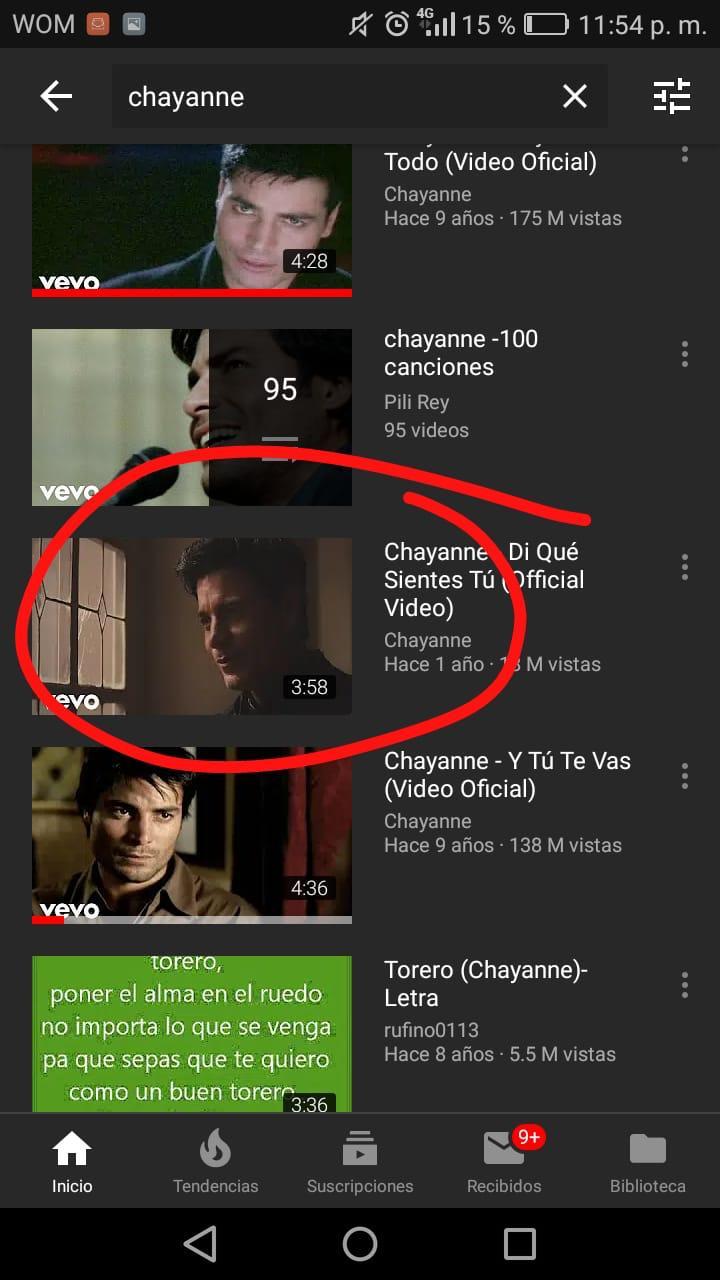 WOM
4G
15 %
11:54 p. m.
chayanne
Todo (Video Oficial)
Chayanne
Hace 9 años · 175 M vistas
4:28
vevo
chayanne -100
canciones
Pili Rey
95 videos
95
vevo
Chayanne - Di Qué
Sientes Tú (Official
Video)
Chayanne
Hace 1 año · 18 M vistas
3:58
vevo
Chayanne - Y Tú Te Vas
(Video Oficial)
Chayanne
Hace 9 años · 138 M vistas
4:36
vevo
torero,
poner el alma en el ruedo
no importa lo que se venga
pa que sepas que te quiero
como un buen torero
3:36
Torero (Chayanne)-
Letra
rufino0113
Hace 8 años · 5.5 M vistas
Inicio
Tendencias
Suscripciones
9+
Recibidos
Biblioteca